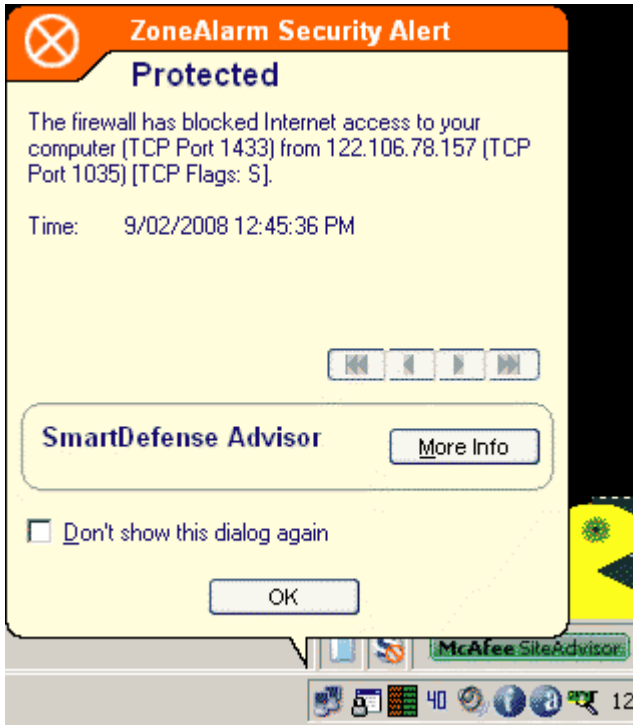 ZoneAlarm Security Alert
Protected
The firewall has blocked Internet access to your
computer (TCP Port 1433) from 122.106.78.157 (TCP
Port 1035) [TCP Flags: S].
Time: 9/02/2008 12:45:36 PM
SmartDefense Advisor
More Info
Don't show this dialog again
OK
McAfee SiteAdvisor
40
12